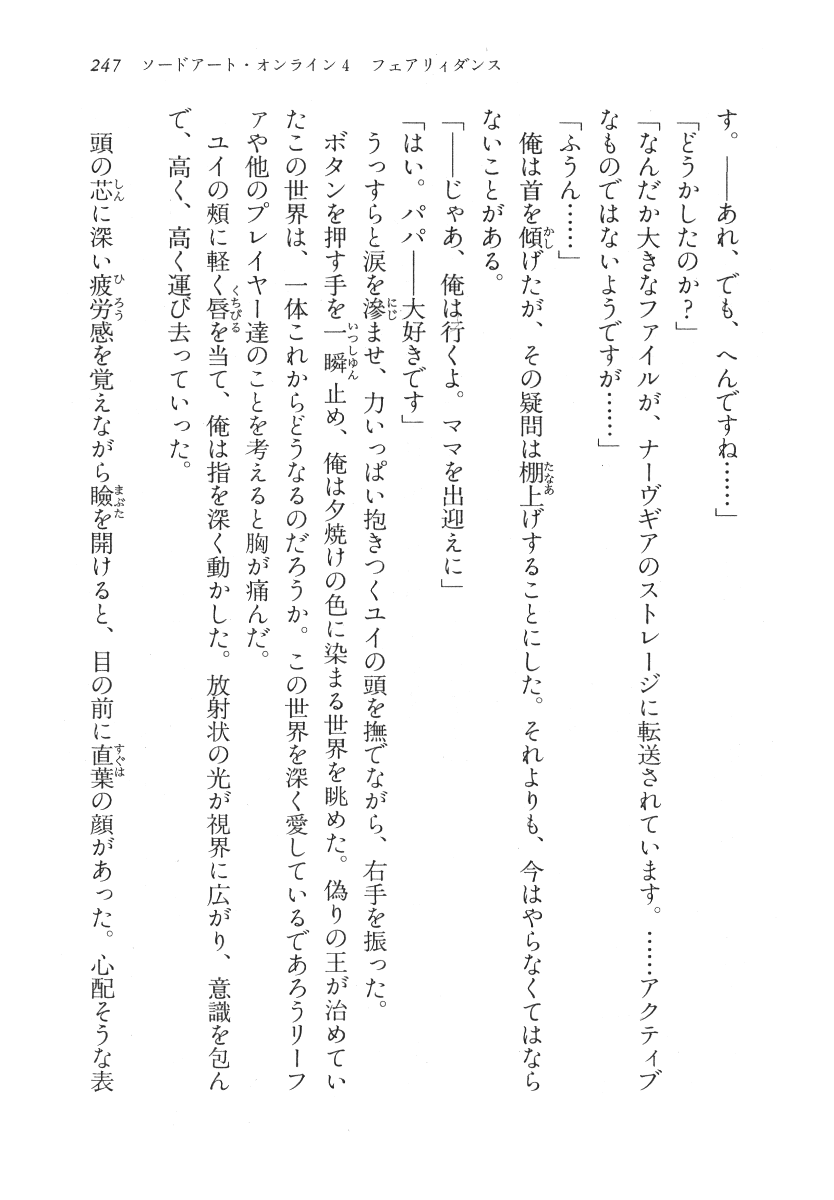 247　ソードアート・オンライン4　フェアリィダンス
す。――あれ、でも、へんですね……」
「どうかしたのか？」
「なんだか大きなファイルが、ナーヴギアのストレージに転送されています。……アクティブ
なものではないようですが……」
「ふうん……」
　俺は首を傾げたが、その疑問は棚上げすることにした。それよりも、今はやらなくてはなら
ないことがある。
「――じゃあ、俺は行くよ。ママを出迎えに」
「はい。パパ――大好きです」
　うっすらと涙を滲ませ、力いっぱい抱きつくユイの頭を撫でながら、右手を振った。
　ボタンを押す手を一瞬止め、俺は夕焼けの色に染まる世界を眺めた。偽りの王が治めてい
たこの世界は、一体これからどうなるのだろうか。この世界を深く愛しているであろうリーフ
ァや他のプレイヤー達のことを考えると胸が痛んだ。
　ユイの頰に軽く唇を当て、俺は指を深く動かした。放射状の光が視界に広がり、意識を包ん
で、高く、高く運び去っていった。
　頭の芯に深い疲労感を覚えながら瞼を開けると、目の前に直葉の顔があった。心配そうな表